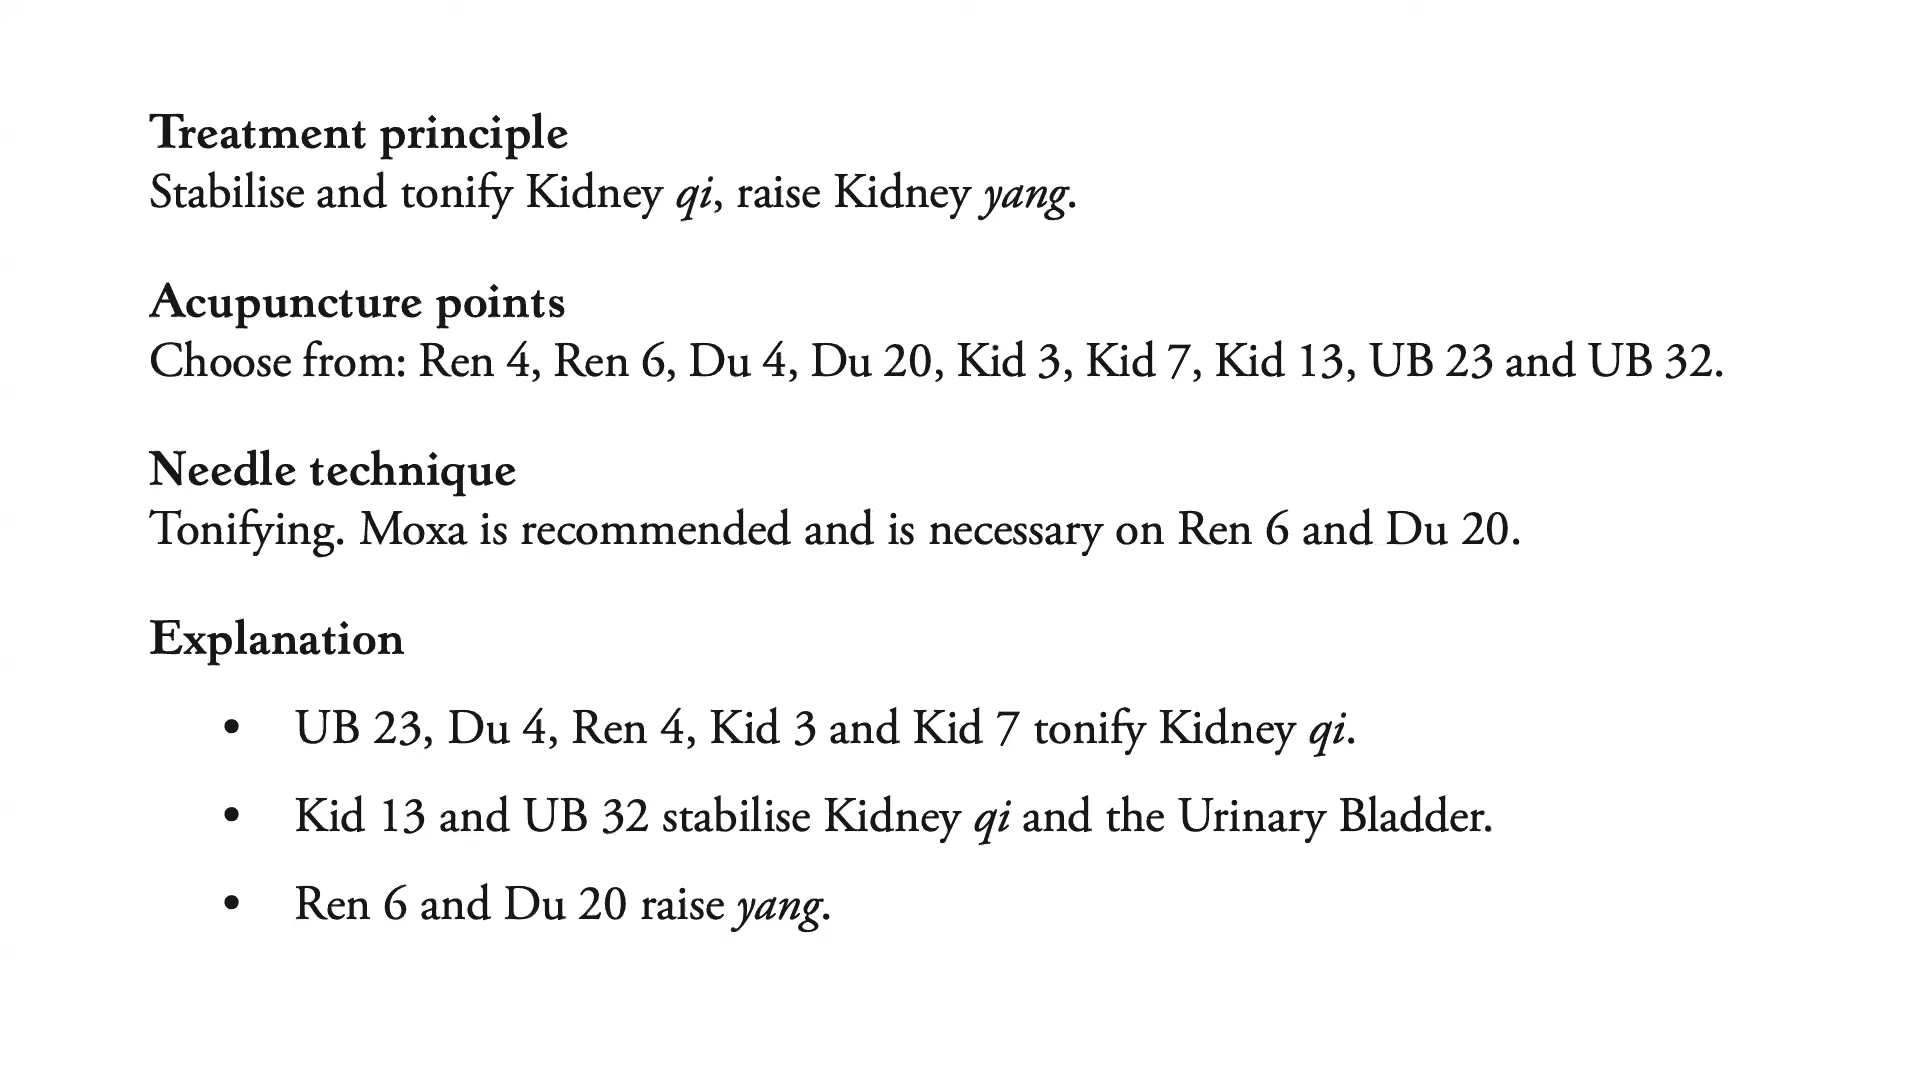 Treatment principle
Stabilise and tonify Kidney qi, raise Kidney yang.
Acupuncture points
Choose from: Ren 4, Ren 6, Du 4, Du 20, Kid 3, Kid 7, Kid 13, UB 23 and UB 32.
Needle technique
Tonifying. Moxa is recommended and is necessary on Ren 6 and Du 20.
Explanation
• UB 23, Du 4, Ren 4, Kid 3 and Kid 7 tonify Kidney qi.
• Kid 13 and UB 32 stabilise Kidney qi and the Urinary Bladder.
• Ren 6 and Du 20 raise yang.